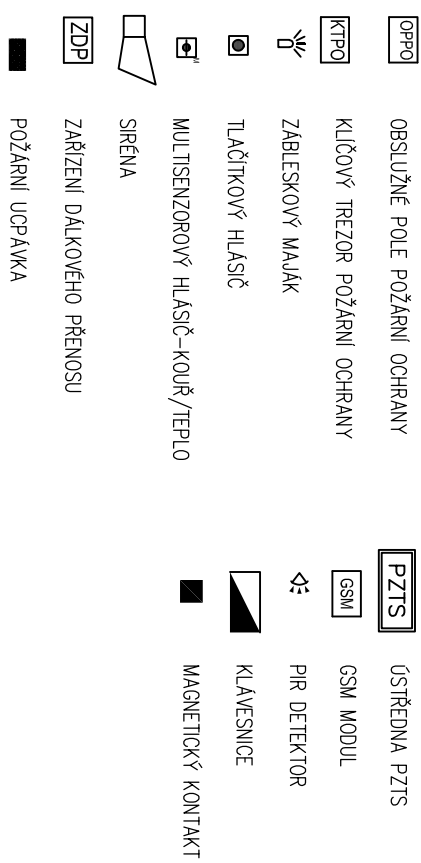 OPPO OBSLUŽNÉ POLE POŽÁRNÍ OCHRANY
KTPO KLÍČOVÝ TREZOR POŽÁRNÍ OCHRANY
ZÁBLESKOVÝ MAJÁK
TLAČÍTKOVÝ HLÁSIČ
M MULTISENZOROVÝ HLÁSIČ-KOUŘ/TEPLO
SIRÉNA
ZDP ZAŘÍZENÍ DÁLKOVÉHO PŘENOSU
POŽÁRNÍ UCPÁVKA
PZTS ÚSTŘEDNA PZTS
GSM GSM MODUL
PIR DETEKTOR
KLÁVESNICE
MAGNETICKÝ KONTAKT